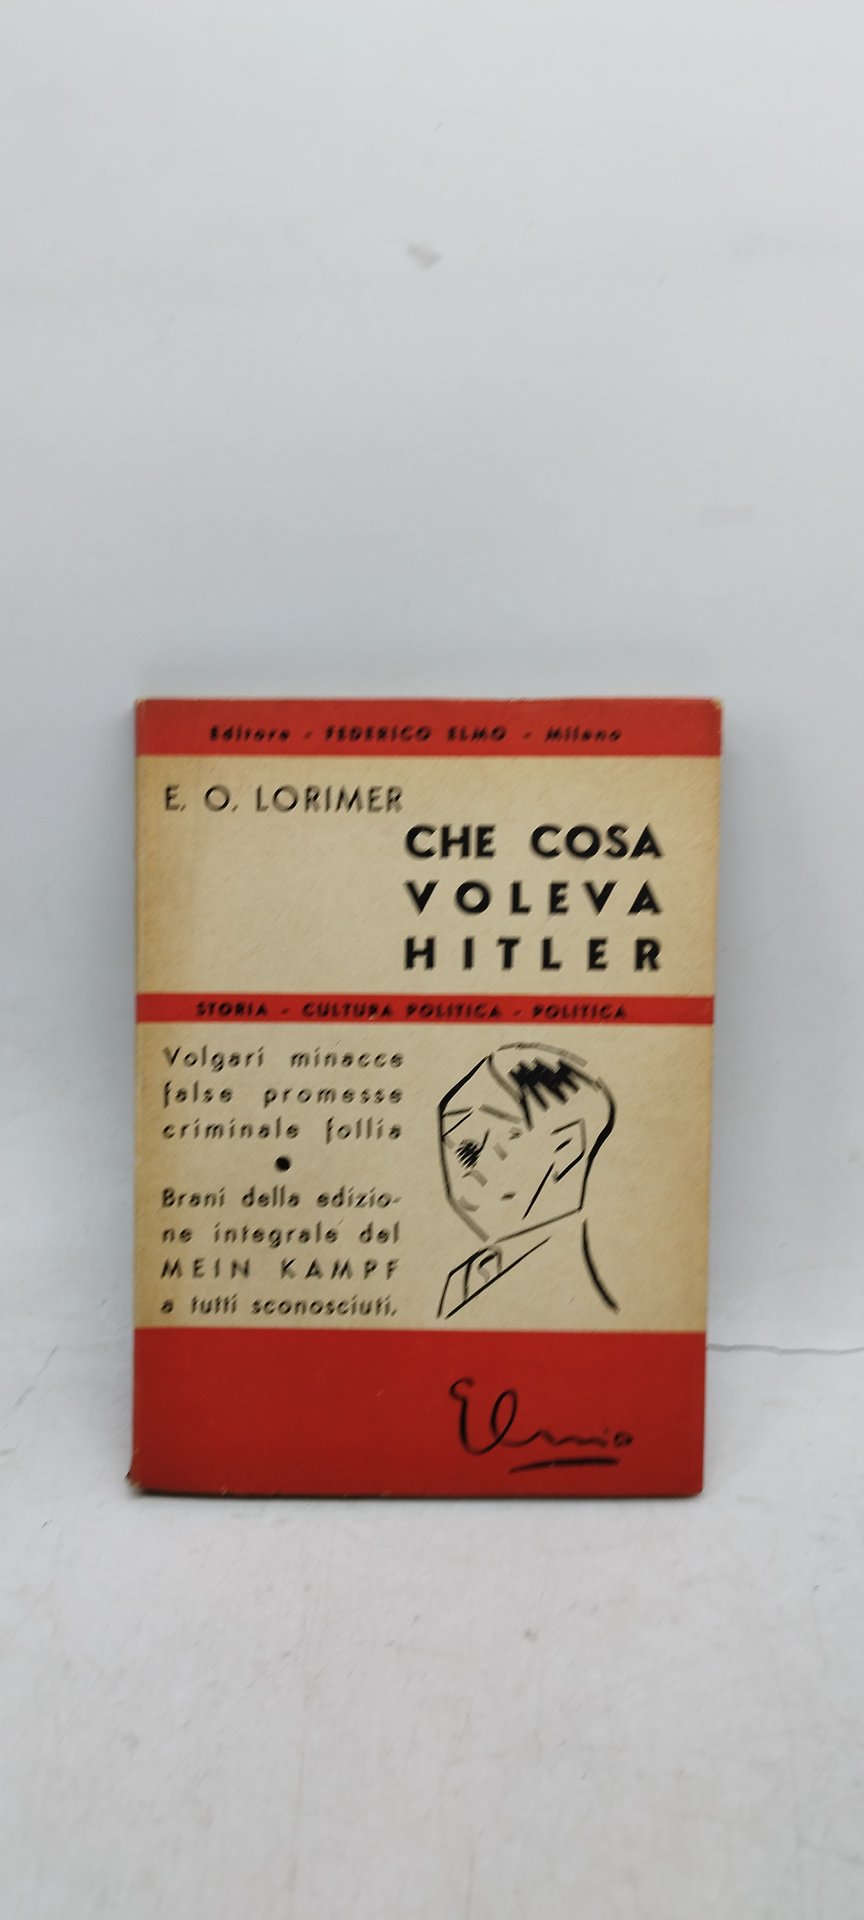 Editore - FEDERICO ELMO - Milano
E. O. LORIMER
CHE COSA
VOLEVA
HITLER
STORIA - CULTURA POLITICA - POLITICA
Volgari minacce
false promesse
criminale follia
Brani della edizio-
ne integrale del
MEIN KAMPF
a tutti sconosciuti.